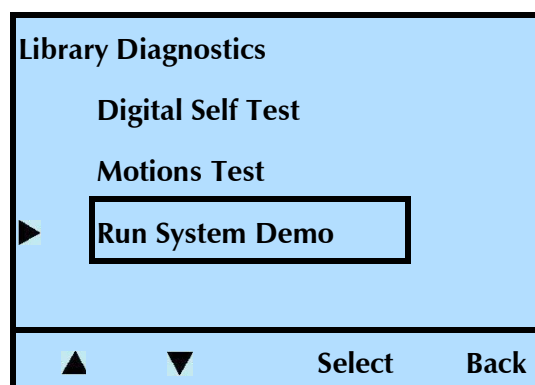 Library Diagnostics
Digital Self Test
Motions Test
Run System Demo
Select Back